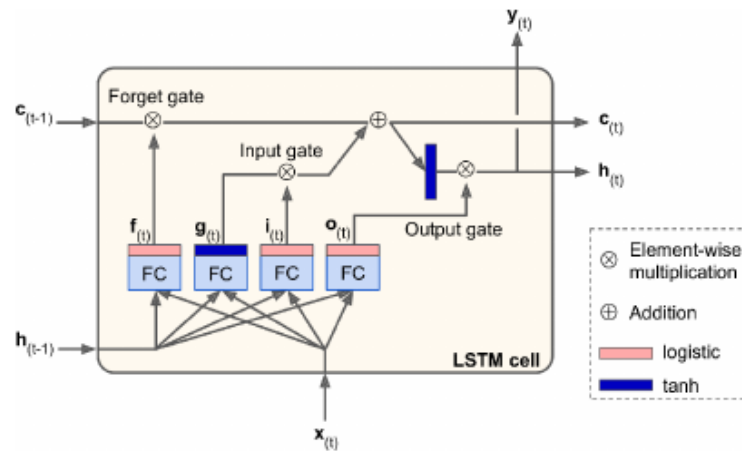 y(t)
Forget gate
c(t-1)
c(t)
Input gate
h(t)
f(t)
g(t)
i(t)
o(t)
Output gate
FC
FC
FC
FC
h(t-1)
LSTM cell
x(t)
Element-wise
multiplication
Addition
logistic
tanh